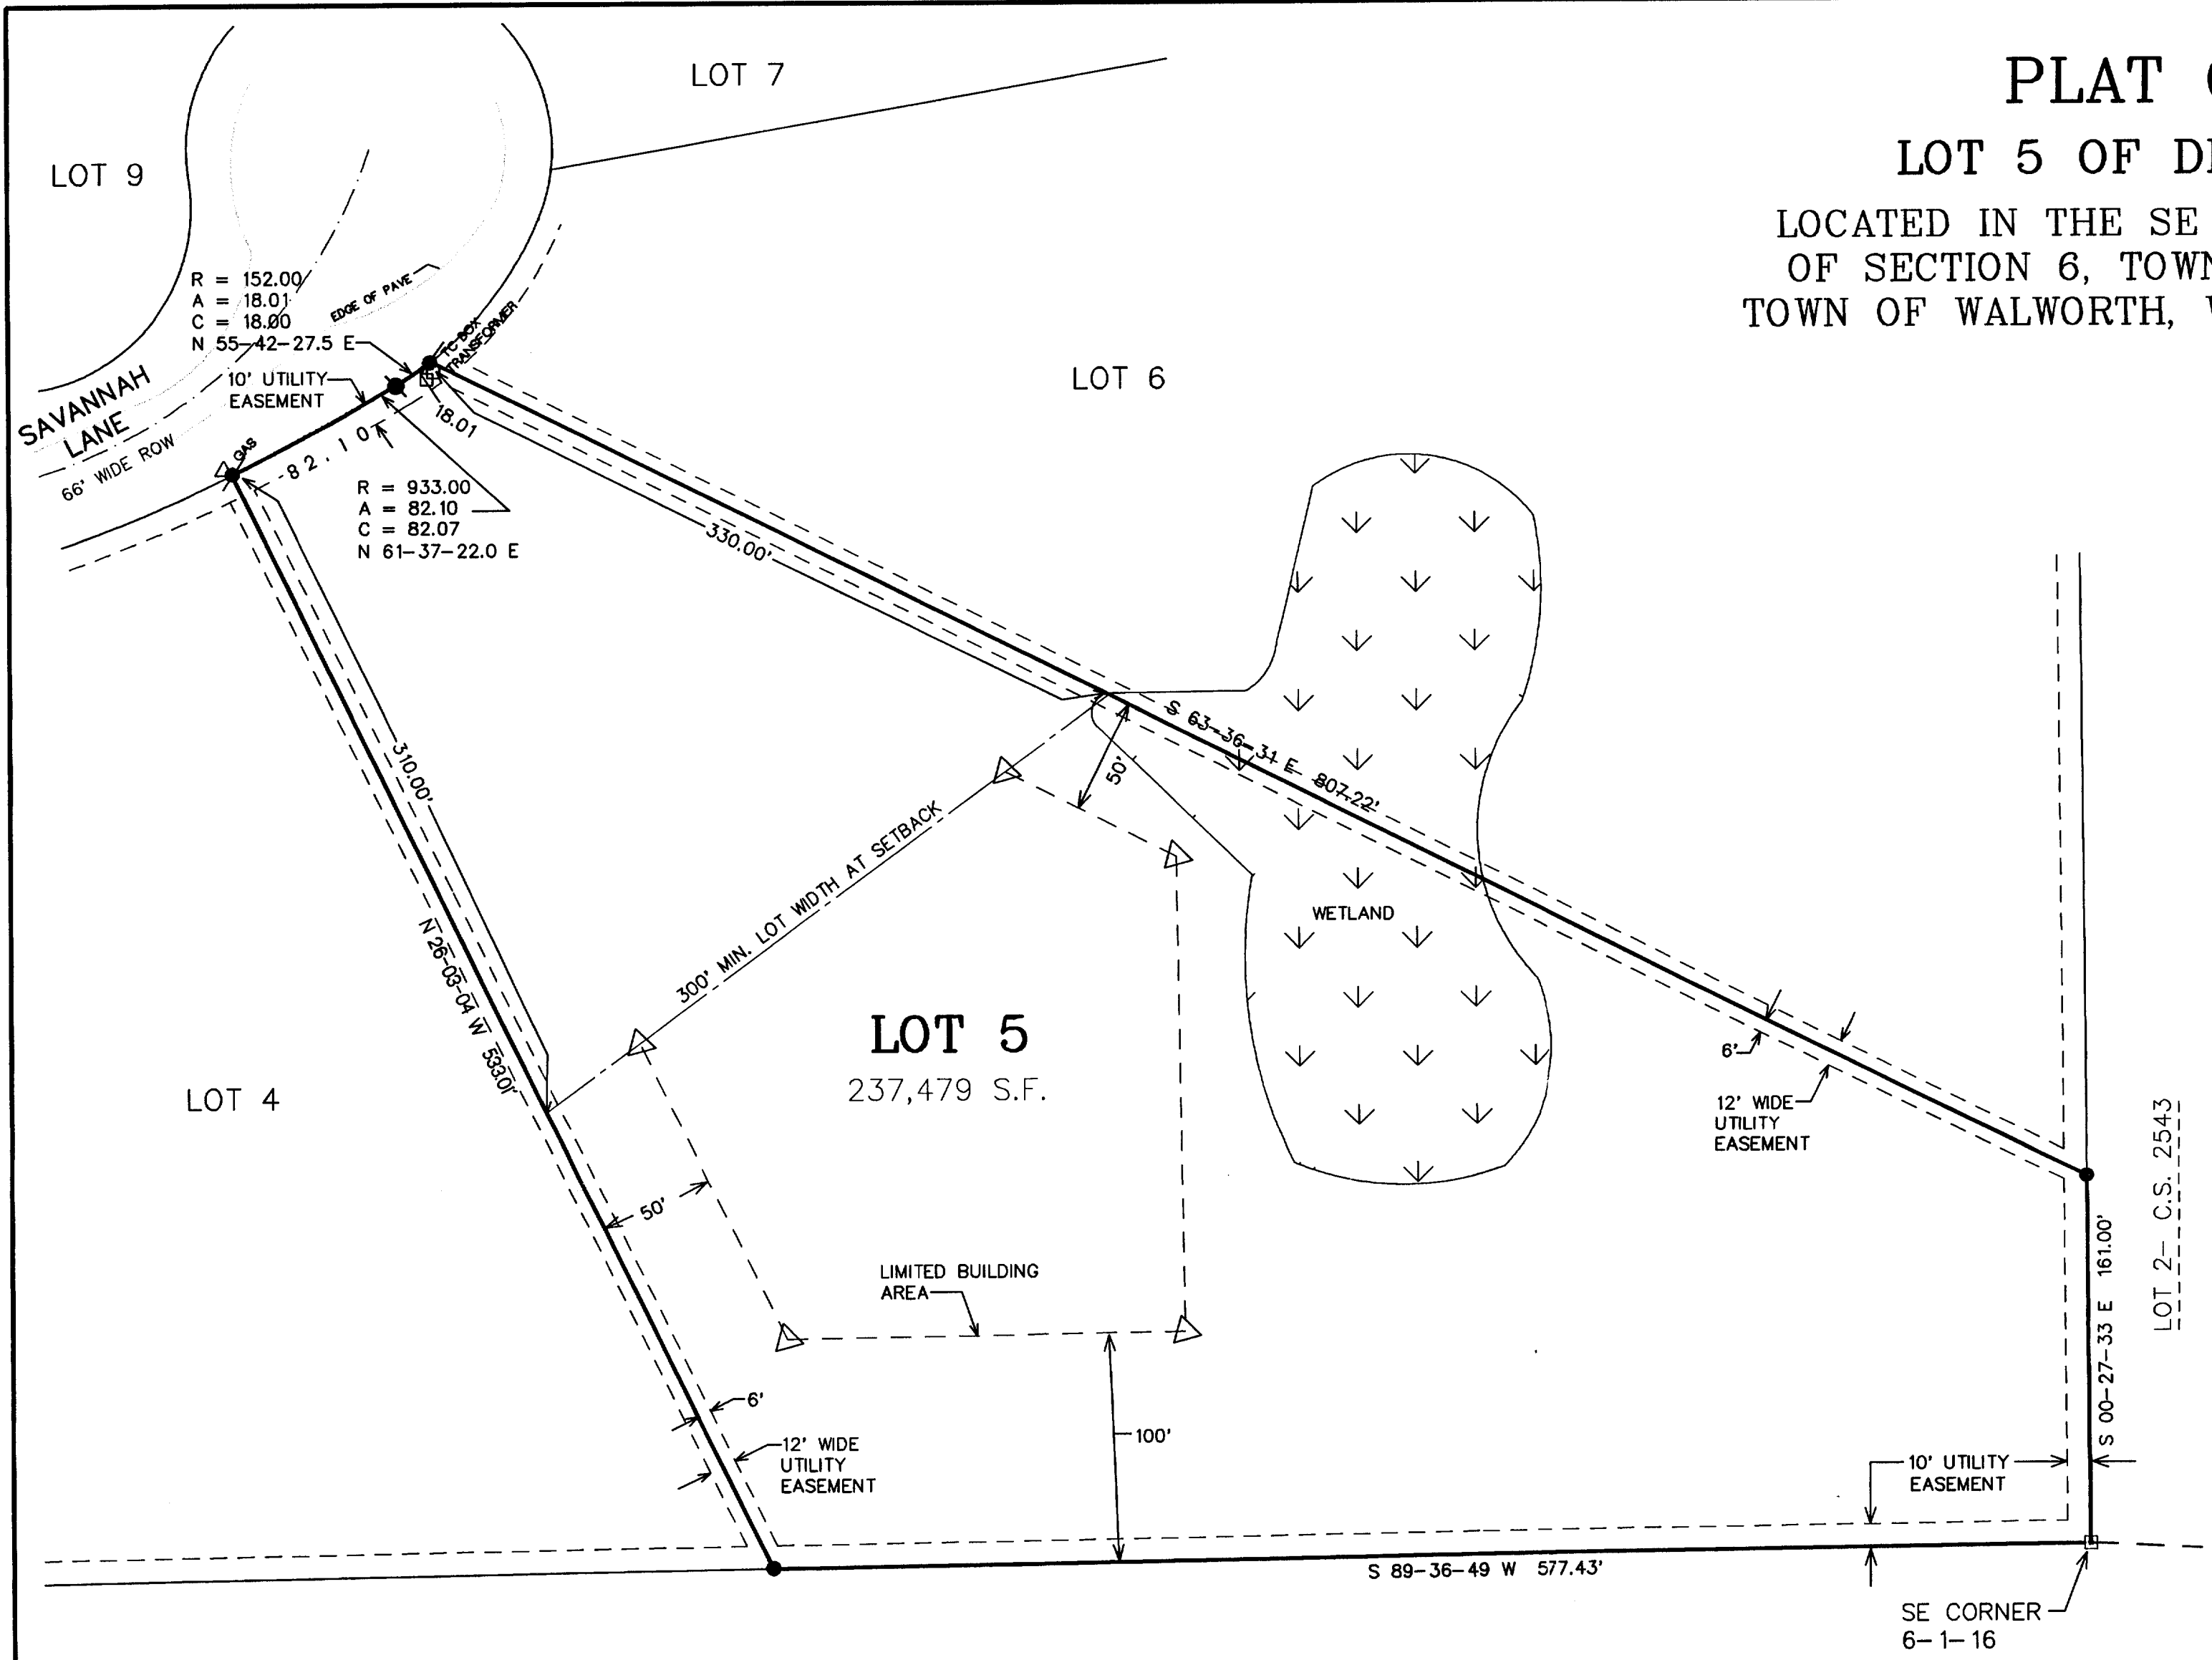 PLAT
LOT 5 OF
LOCATED IN THE SE
OF SECTION 6,
TOWN OF WALWORTH,
LOT 7
LOT 9
R = 152.00
A = 18.01
C = 18.00
N 55-42-27.5 E
EDGE OF PAVE
TC BOX
TRANSFORMER
10' UTILITY
EASEMENT
SAVANNAH
LANE
66' WIDE ROW
GAS
82.10
18.01
R = 933.00
A = 82.10
C = 82.07
N 61-37-22.0 E
LOT 6
330.00'
310.00'
S 63-36-31 E 807.22'
50'
300' MIN. LOT WIDTH AT SETBACK
WETLAND
N 26-03-04 W 533.01'
LOT 5
237,479 S.F.
LOT 4
6'
12' WIDE
UTILITY
EASEMENT
50'
LIMITED BUILDING
AREA
LOT 2- C.S. 2543
S 00-27-33 E 161.00'
6'
12' WIDE
UTILITY
EASEMENT
100'
10' UTILITY
EASEMENT
S 89-36-49 W 577.43'
SE CORNER
6-1-16